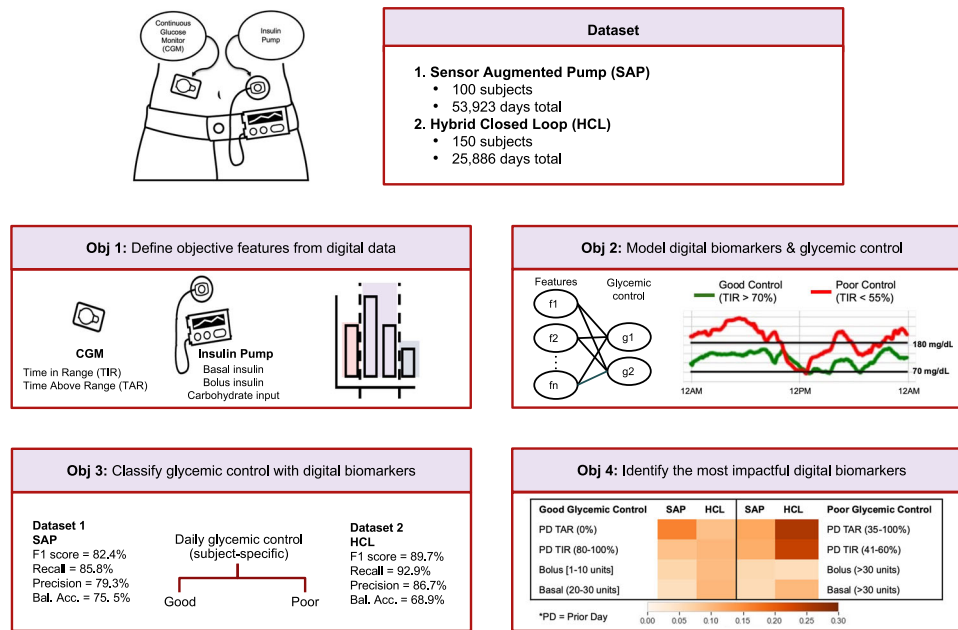 Continuous
Glucose
Monitor
(CGM)
Insulin
Pump
Dataset
1. Sensor Augmented Pump (SAP)
• 100 subjects
• 53,923 days total
2. Hybrid Closed Loop (HCL)
• 150 subjects
• 25,886 days total
Obj 1: Define objective features from digital data
CGM
Time in Range (TIR)
Time Above Range (TAR)
Insulin Pump
Basal insulin
Bolus insulin
Carbohydrate input
Obj 2: Model digital biomarkers & glycemic control
Features
Glycemic
control
f1
f2
fn
g1
g2
Good Control
(TIR > 70%)
Poor Control
(TIR < 55%)
180 mg/dL
70 mg/dL
12AM
12PM
12AM
Obj 3: Classify glycemic control with digital biomarkers
Dataset 1
SAP
F1 score = 82.4%
Recall = 85.8%
Precision = 79.3%
Bal. Acc. = 75. 5%
Daily glycemic control
(subject-specific)
Good
Poor
Dataset 2
HCL
F1 score = 89.7%
Recall = 92.9%
Precision = 86.7%
Bal. Acc. = 68.9%
Obj 4: Identify the most impactful digital biomarkers
Good Glycemic Control SAP HCL SAP HCL Poor Glycemic Control
PD TAR (0%) PD TAR (35-100%)
PD TIR (80-100%) PD TIR (41-60%)
Bolus [1-10 units] Bolus (>30 units)
Basal (20-30 units] Basal (>30 units)
*PD = Prior Day
0.00 0.05 0.10 0.15 0.20 0.25 0.30